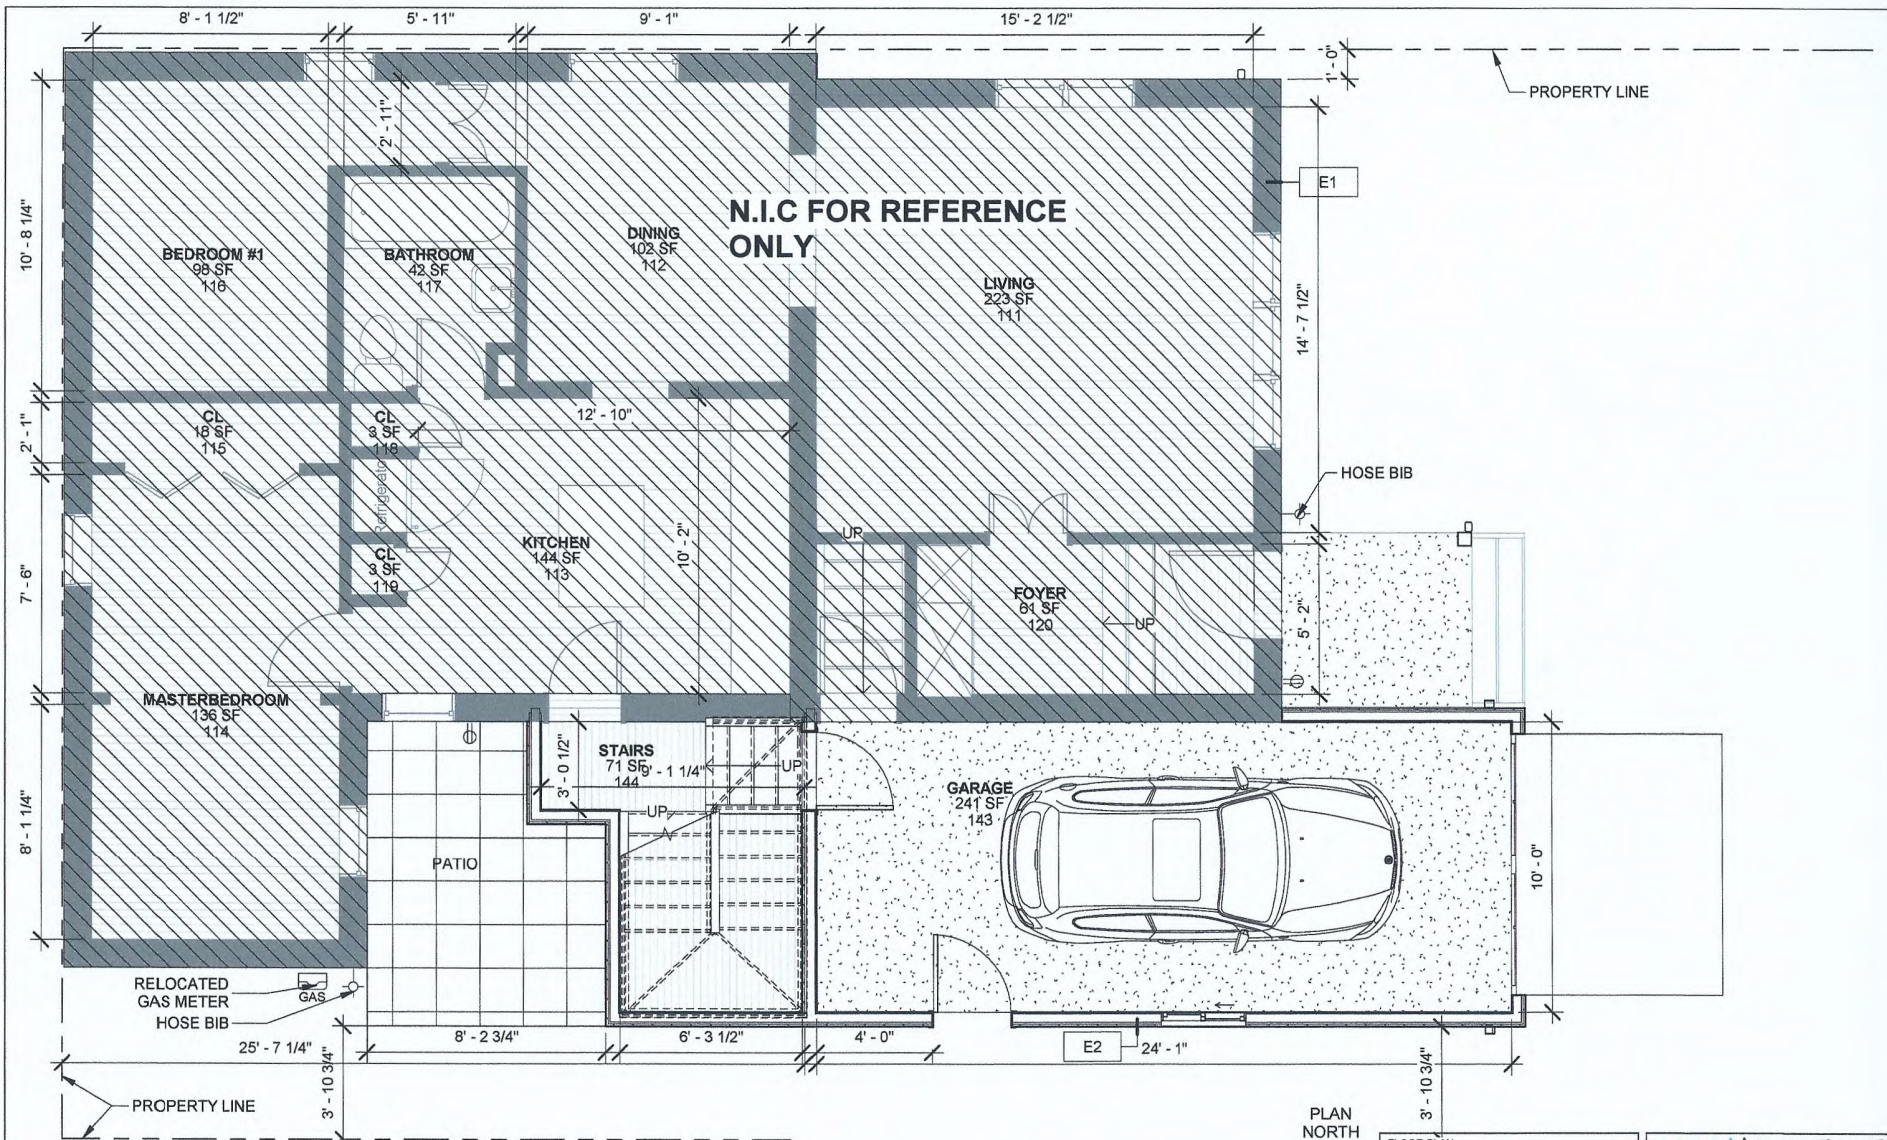 8' - 1 1/2"
5' - 11"
9' - 1"
15' - 2 1/2"
1' - 0"
PROPERTY LINE
2' - 11"
E1
N.I.C FOR REFERENCE
ONLY
10' - 8 1/4"
BEDROOM #1
98 SF
116
BATHROOM
42 SF
117
DINING
102 SF
112
LIVING
223 SF
111
14' - 7 1/2"
2' - 1"
CL
18 SF
115
CL
3 SF
118
12' - 10"
Refrigerator
HOSE BIB
UP
KITCHEN
144 SF
113
10' - 2"
CL
3 SF
119
7' - 6"
FOYER
61 SF
120
UP
5' - 2"
MASTERBEDROOM
136 SF
114
STAIRS
71 SF
144
9' - 1 1/4"
3' - 0 1/2"
UP
UP
GARAGE
241 SF
143
8' - 1 1/4"
PATIO
10' - 0"
RELOCATED
GAS METER
GAS
HOSE BIB
25' - 7 1/4"
8' - 2 3/4"
6' - 3 1/2"
4' - 0"
E2
24' - 1"
3' - 10 3/4"
3' - 10 3/4"
PROPERTY LINE
PLAN
NORTH